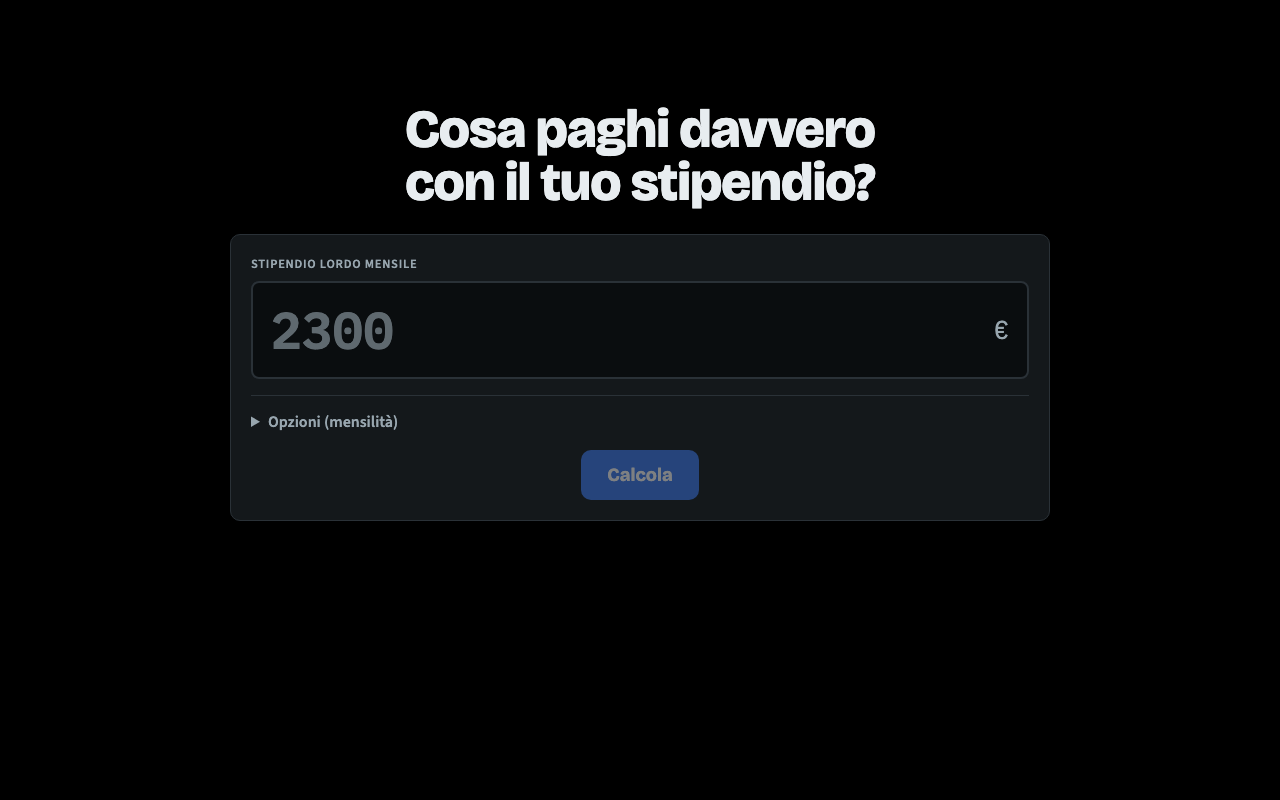 Cosa paghi davvero
con il tuo stipendio?
STIPENDIO LORDO MENSILE
2300 €
Opzioni (mensilità)
Calcola